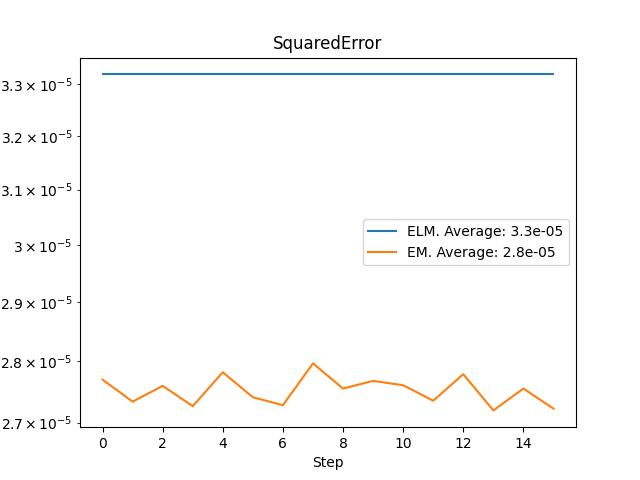 SquaredError
3.3 × 10⁻⁵
3.2 × 10⁻⁵
3.1 × 10⁻⁵
3 × 10⁻⁵
2.9 × 10⁻⁵
2.8 × 10⁻⁵
2.7 × 10⁻⁵
ELM. Average: 3.3e-05
EM. Average: 2.8e-05
0 2 4 6 8 10 12 14
Step